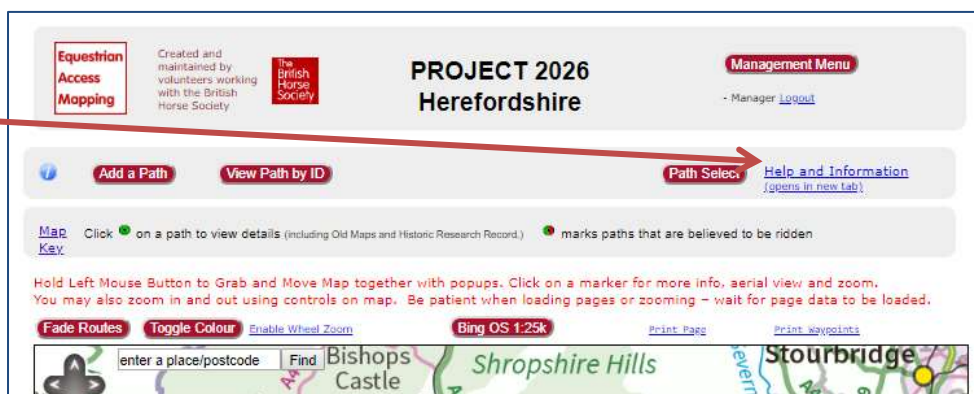 Equestrian
Access
Mapping
Created and
maintained by
volunteers working
with the British
Horse Society
The
British
Horse
Society
PROJECT 2026
Herefordshire
Management Menu
- Manager Logout
Add a Path
View Path by ID
Path Select
Help and Information
(opens in new tab)
Map
Key
Click on a path to view details (including Old Maps and Historic Research Record.)
marks paths that are believed to be ridden
Hold Left Mouse Button to Grab and Move Map together with popups. Click on a marker for more info, aerial view and zoom.
You may also zoom in and out using controls on map. Be patient when loading pages or zooming – wait for page data to be loaded.
Fade Routes
Toggle Colour
Enable Wheel Zoom
Bing OS 1:25k
Print Page
Print Waypoints
enter a place/postcode
Find
Bishops
Castle
Shropshire Hills
Stourbridge